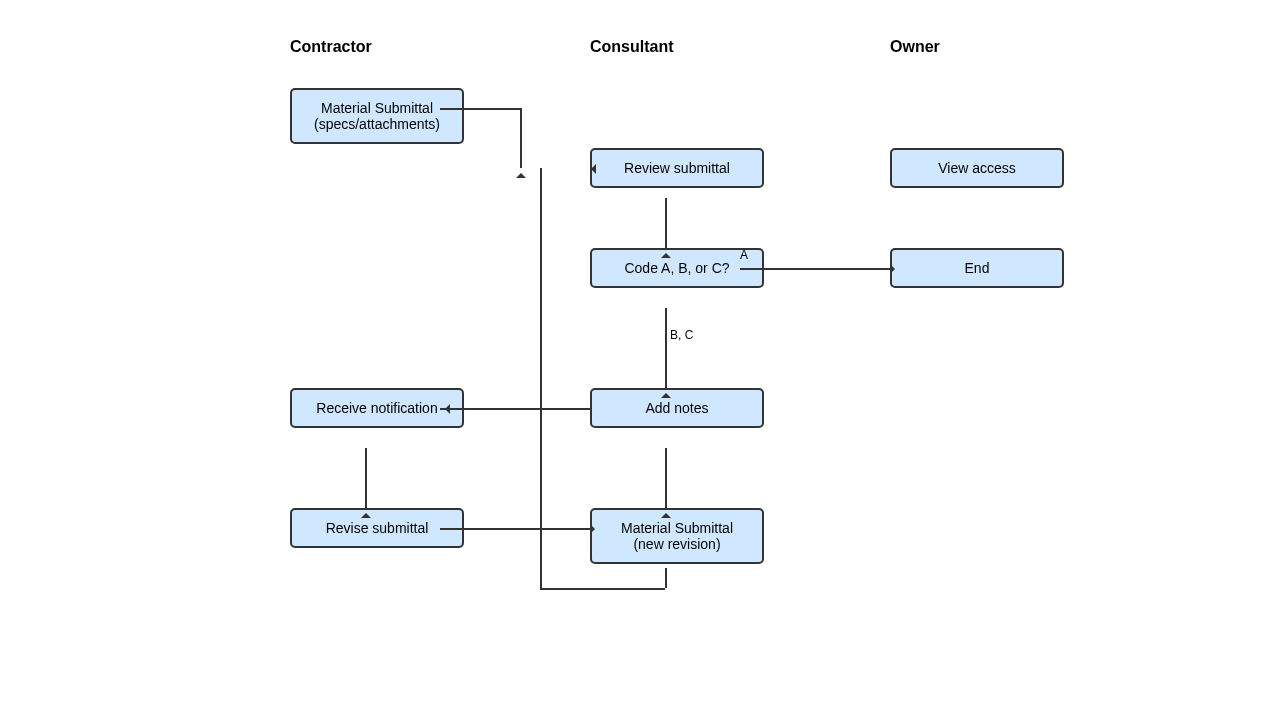 Contractor
Consultant
Owner
Material Submittal
(specs/attachments)
Review submittal
View access
A
Code A, B, or C?
End
B, C
Receive notification
Add notes
Revise submittal
Material Submittal
(new revision)